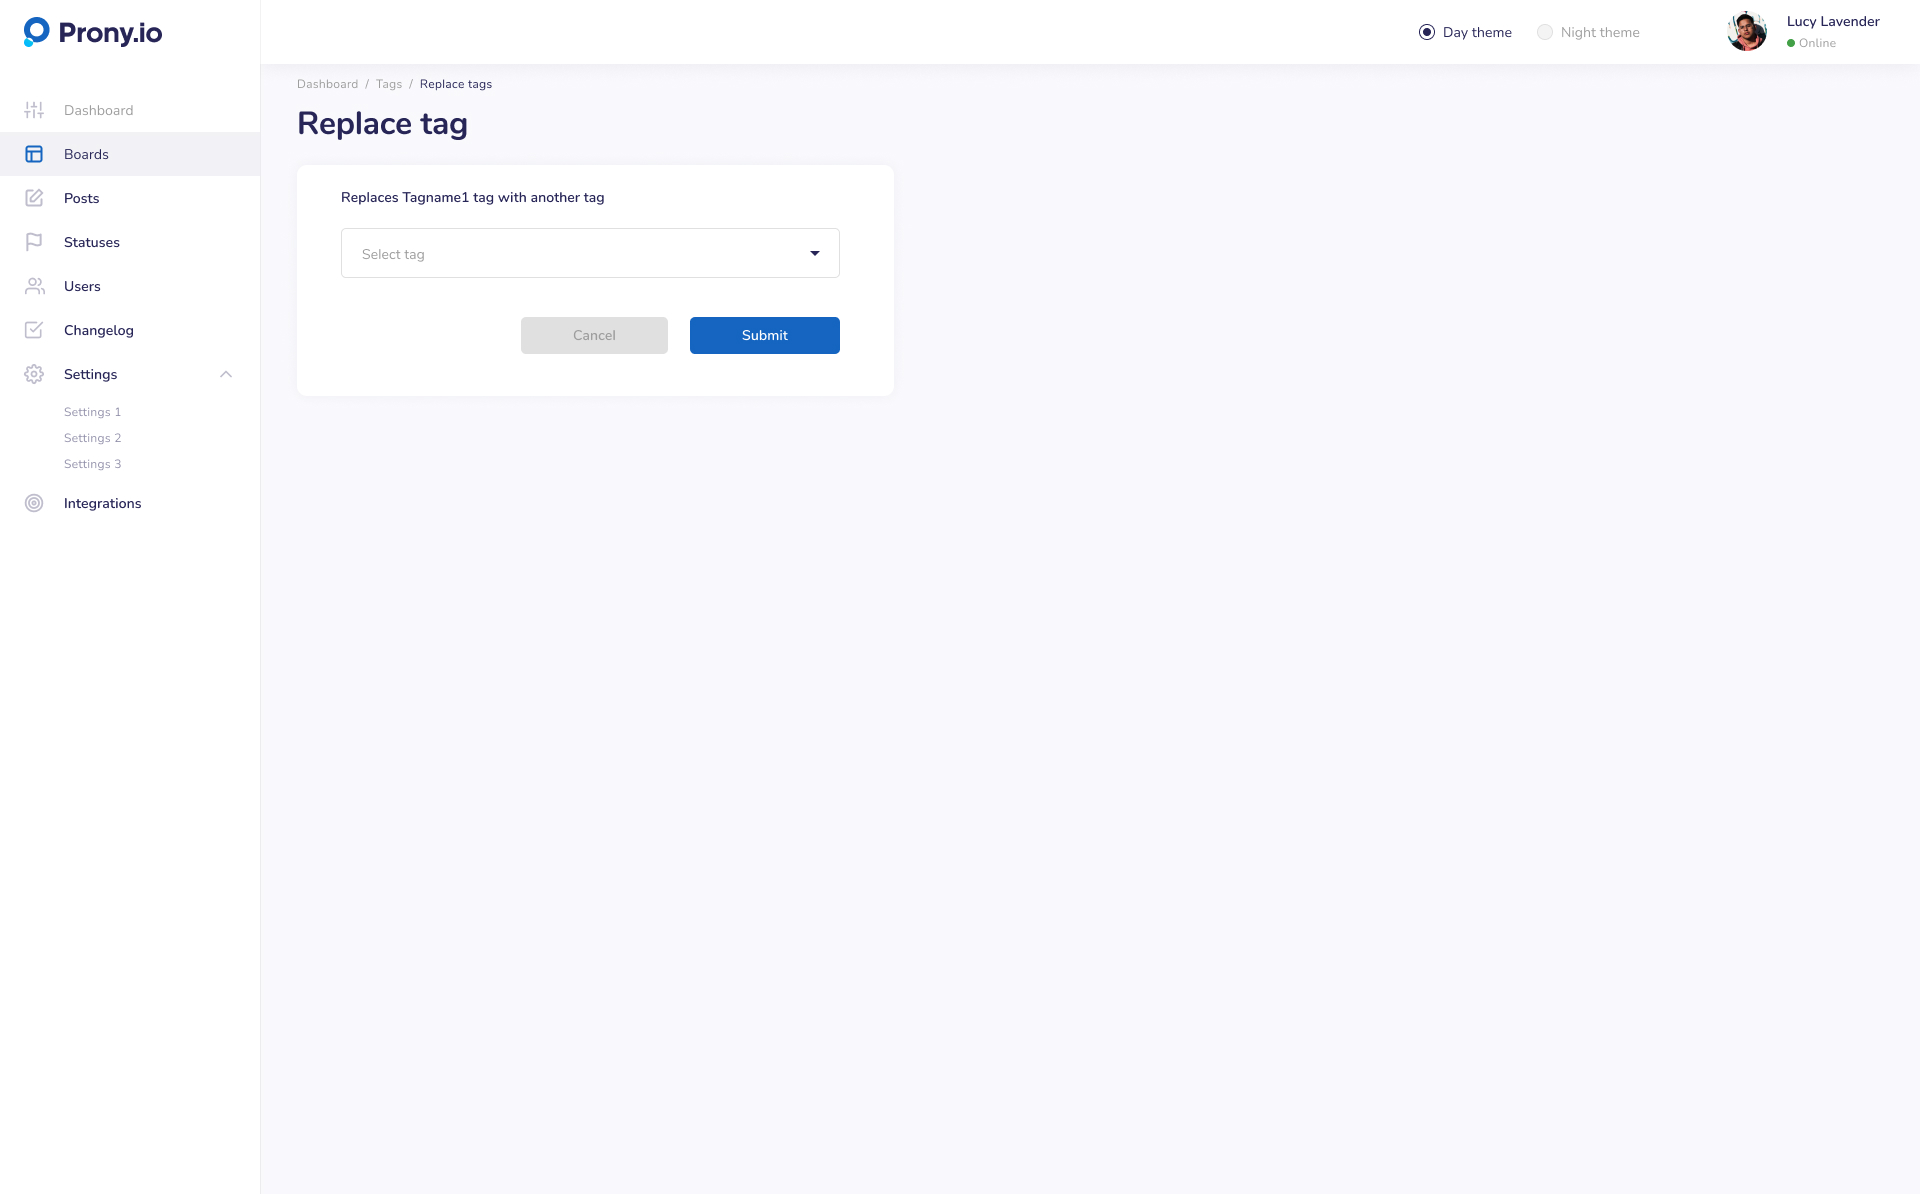 Prony.io
Day theme
Night theme
Lucy Lavender
Online
Dashboard / Tags / Replace tags
Replace tag
Dashboard
Boards
Posts
Statuses
Users
Changelog
Settings
Settings 1
Settings 2
Settings 3
Integrations
Replaces Tagname1 tag with another tag
Select tag
Cancel
Submit